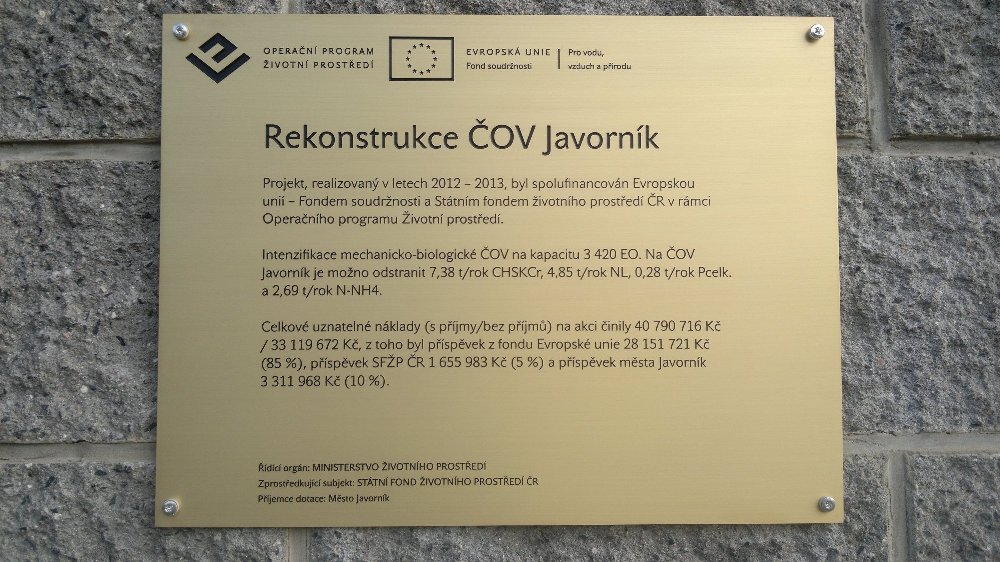 OPERAČNÍ PROGRAM
ŽIVOTNÍ PROSTŘEDÍ
EVROPSKÁ UNIE
Fond soudržnosti
Pro vodu,
vzduch a přírodu
Rekonstrukce ČOV Javorník
Projekt, realizovaný v letech 2012 – 2013, byl spolufinancován Evropskou
unií – Fondem soudržnosti a Státním fondem životního prostředí ČR v rámci
Operačního programu Životní prostředí.
Intenzifikace mechanicko-biologické ČOV na kapacitu 3 420 EO. Na ČOV
Javorník je možno odstranit 7,38 t/rok CHSKCr, 4,85 t/rok NL, 0,28 t/rok Pcelk.
a 2,69 t/rok N-NH4.
Celkové uznatelné náklady (s příjmy/bez příjmů) na akci činily 40 790 716 Kč
/ 33 119 672 Kč, z toho byl příspěvek z fondu Evropské unie 28 151 721 Kč
(85 %), příspěvek SFŽP ČR 1 655 983 Kč (5 %) a příspěvek města Javorník
3 311 968 Kč (10 %).
Řídící orgán: MINISTERSTVO ŽIVOTNÍHO PROSTŘEDÍ
Zprostředkující subjekt: STÁTNÍ FOND ŽIVOTNÍHO PROSTŘEDÍ ČR
Příjemce dotace: Město Javorník